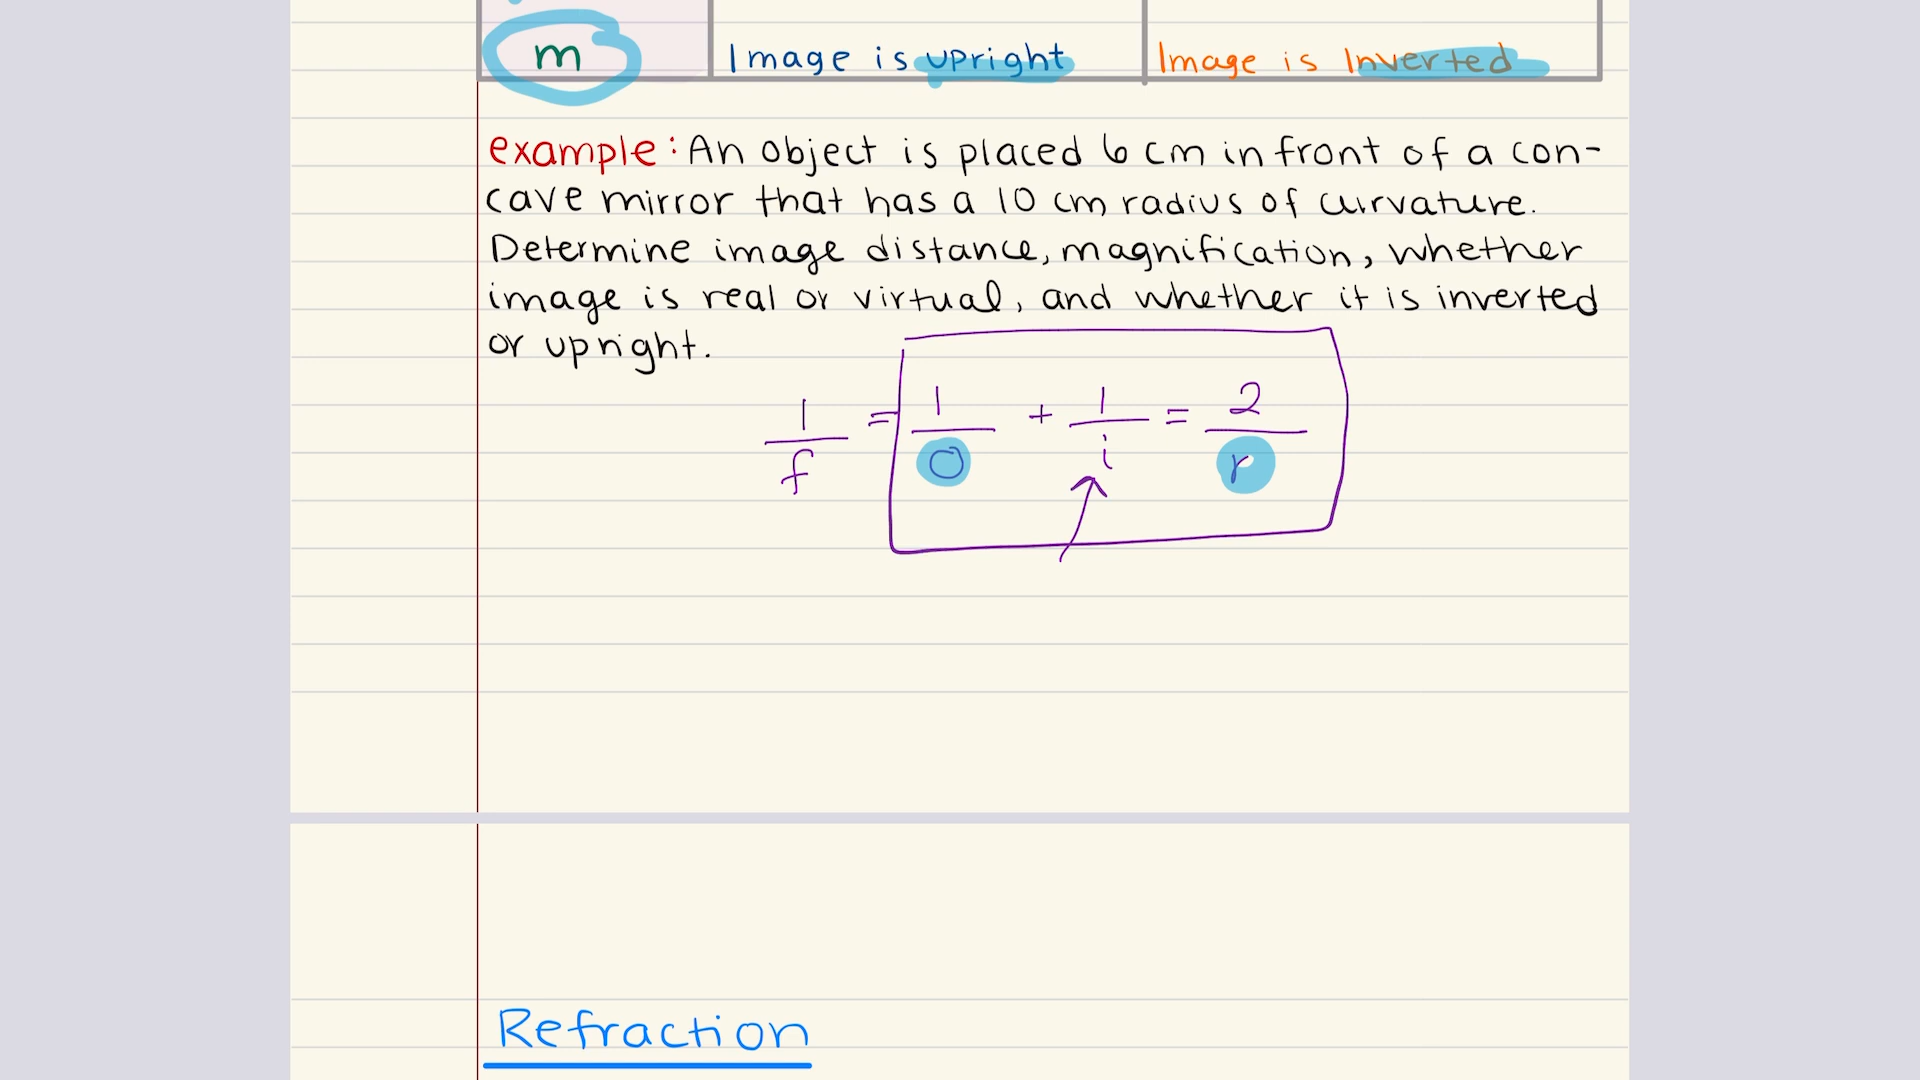 m Image is upright Image is Inverted
example: An object is placed 6 cm in front of a con-
cave mirror that has a 10 cm radius of curvature.
Determine image distance, magnification, whether
image is real or virtual, and whether it is inverted
or upright.
1/f = 1/o + 1/i = 2/r
Refraction